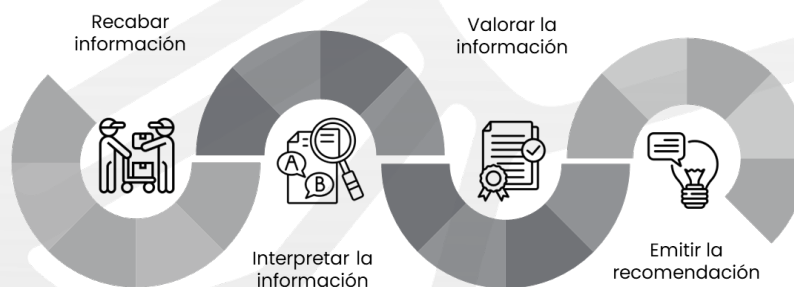 Recabar
información
Interpretar la
información
A
B
Valorar la
información
Emitir la
recomendación